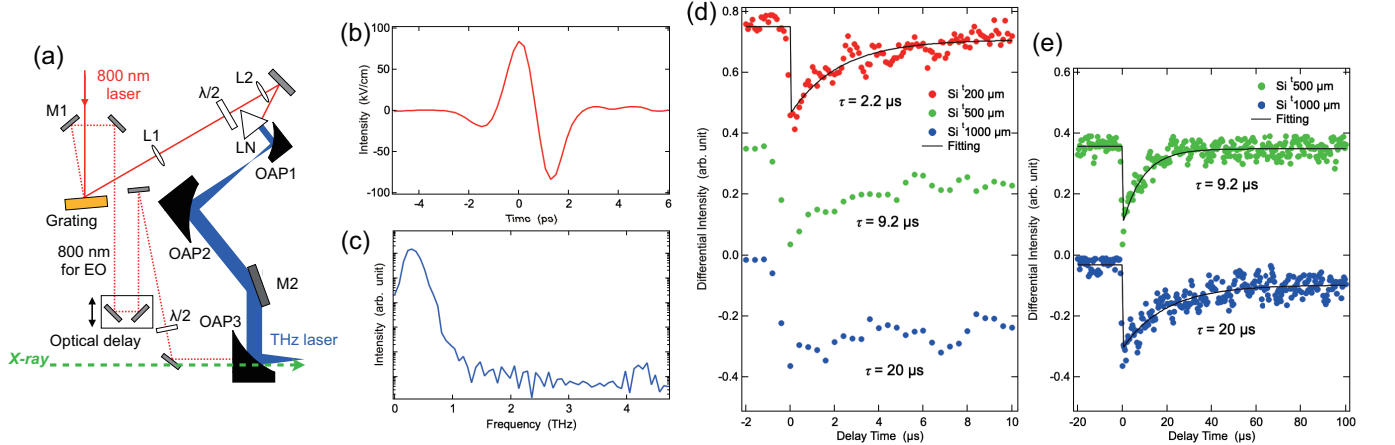 (a)
800 nm
laser
M1
L1
λ/2
L2
LN
OAP1
Grating
OAP2
800 nm
for EO
M2
λ/2
OAP3
Optical delay
THz laser
X-ray
(b)
Intensity (kV/cm)
100
50
0
-50
-100
-4
-2
0
2
4
6
Time (ps)
(c)
Intensity (arb. unit)
0
1
2
3
4
Frequency (THz)
(d)
Differential Intensity (arb. unit)
0.8
0.6
0.4
0.2
0.0
-0.2
-0.4
τ = 2.2 µs
Si t200 µm
Si t500 µm
Si t1000 µm
Fitting
τ = 9.2 µs
τ = 20 µs
-2
0
2
4
6
8
10
Delay Time (µs)
(e)
Differential Intensity (arb. unit)
0.8
0.6
0.4
0.2
0.0
-0.2
-0.4
Si t500 µm
Si t1000 µm
Fitting
τ = 9.2 µs
τ = 20 µs
-20
0
20
40
60
80
100
Delay Time (µs)